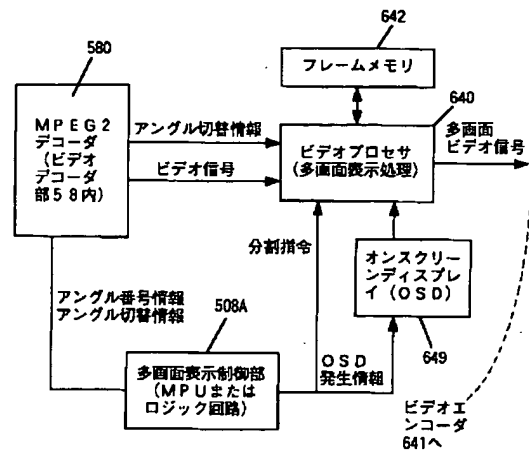 642
フレームメモリ
580
MPEG2
デコーダ
(ビデオ
デコーダ
部58内)
アングル切替情報
ビデオ信号
640
ビデオプロセサ
(多画面表示処理)
多画面
ビデオ信号
分割指令
オンスクリー
ンディスプレ
イ(OSD)
649
アングル番号情報
アングル切替情報
508A
多画面表示制御部
(MPUまたは
ロジック回路)
OSD
発生情報
ビデオエ
ンコーダ
641へ